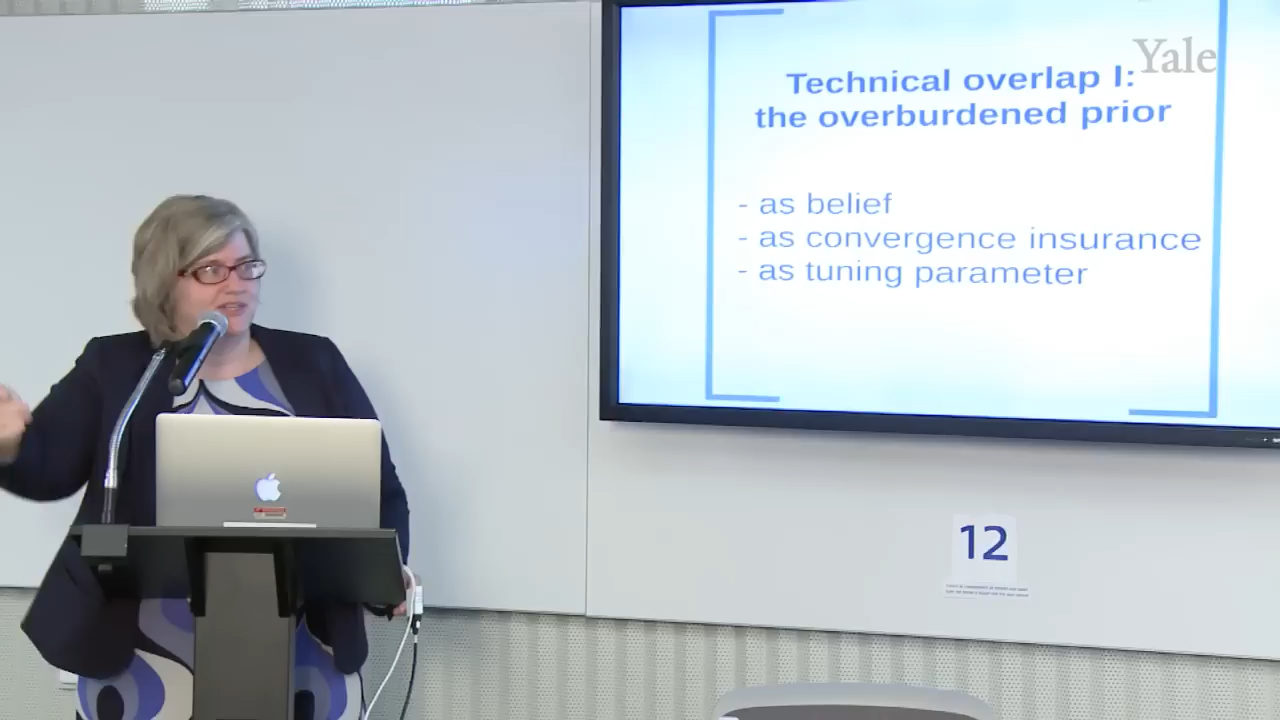 Yale
Technical overlap I:
the overburdened prior
- as belief
- as convergence insurance
- as tuning parameter
12